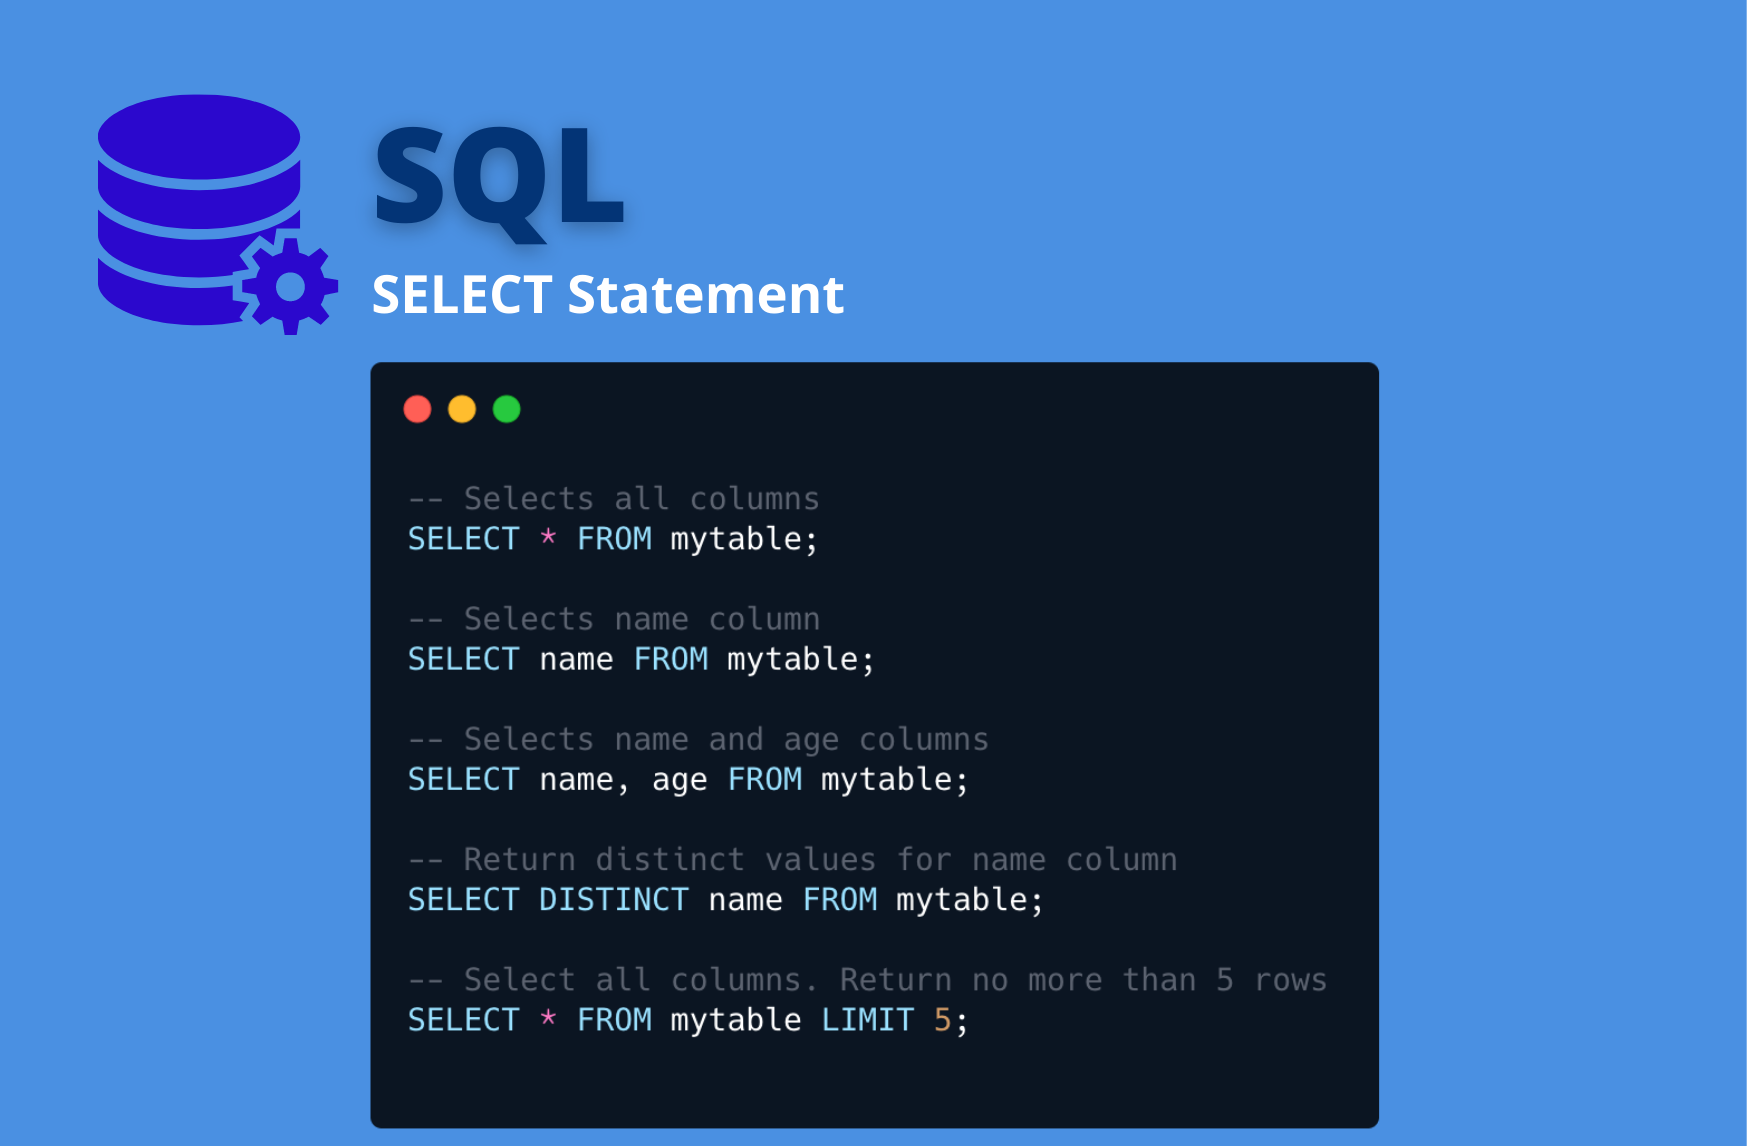 SQL
SELECT Statement
-- Selects all columns
SELECT * FROM mytable;
-- Selects name column
SELECT name FROM mytable;
-- Selects name and age columns
SELECT name, age FROM mytable;
-- Return distinct values for name column
SELECT DISTINCT name FROM mytable;
-- Select all columns. Return no more than 5 rows
SELECT * FROM mytable LIMIT 5;